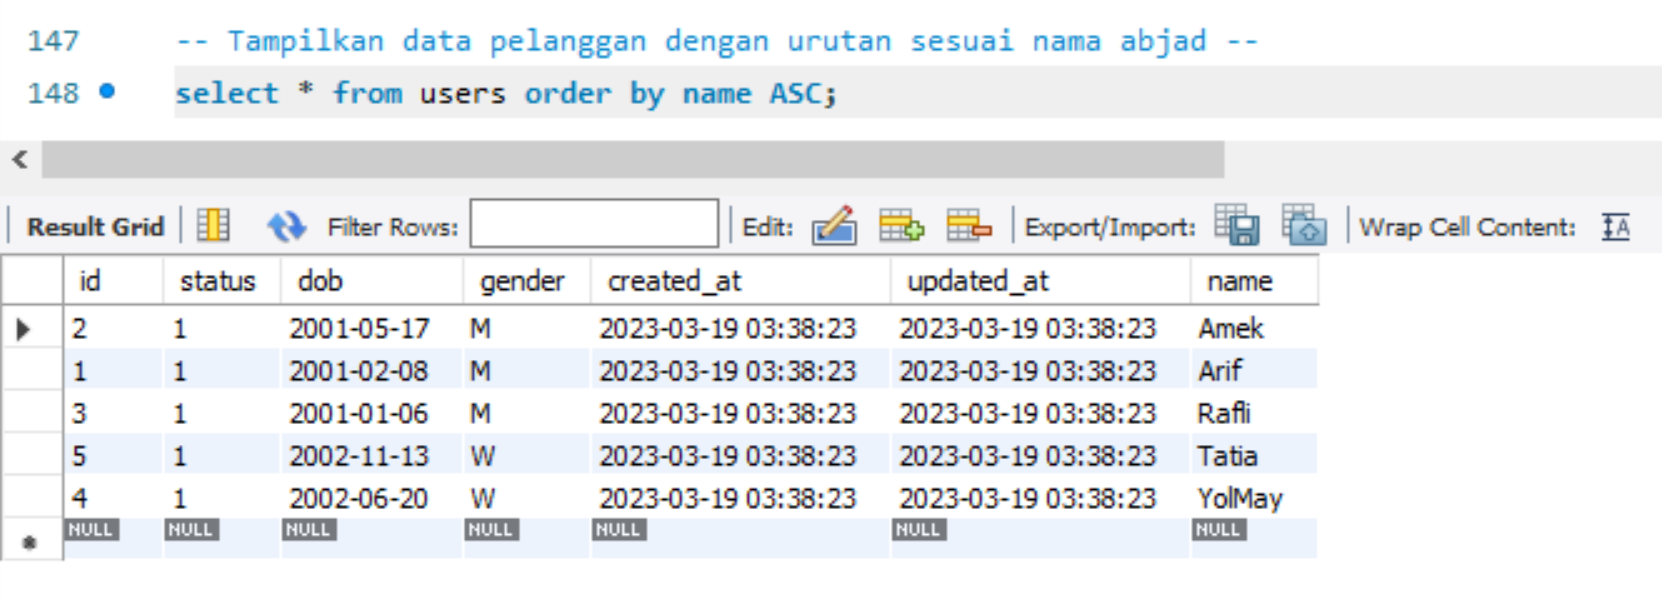 147 -- Tampilkan data pelanggan dengan urutan sesuai nama abjad --
148 select * from users order by name ASC;
Result Grid Filter Rows: Edit: Export/Import: Wrap Cell Content: IA
id status dob gender created_at updated_at name
2 1 2001-05-17 M 2023-03-19 03:38:23 2023-03-19 03:38:23 Amek
1 1 2001-02-08 M 2023-03-19 03:38:23 2023-03-19 03:38:23 Arif
3 1 2001-01-06 M 2023-03-19 03:38:23 2023-03-19 03:38:23 Rafli
5 1 2002-11-13 W 2023-03-19 03:38:23 2023-03-19 03:38:23 Tatia
4 1 2002-06-20 W 2023-03-19 03:38:23 2023-03-19 03:38:23 YolMay
NULL NULL NULL NULL NULL NULL NULL